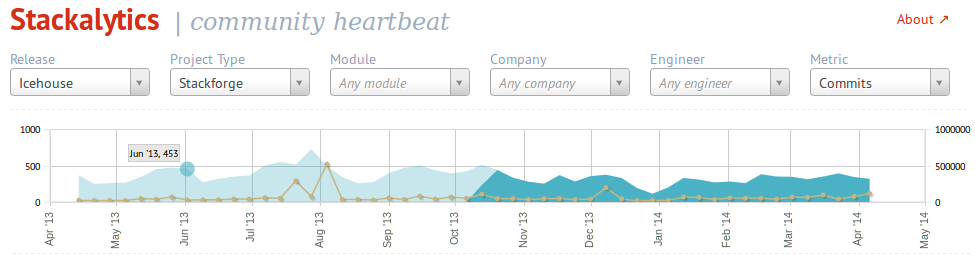 Stackalytics | community heartbeat
About ↗
Release Project Type Module Company Engineer Metric
Icehouse Stackforge Any module Any company Any engineer Commits
1000 1000000
Jun '13, 453
500 5000000
0 0
Apr '13 May '13 Jun '13 Jul '13 Aug '13 Sep '13 Oct '13 Nov '13 Dec '13 Jan '14 Feb '14 Mar '14 Apr '14 May '14